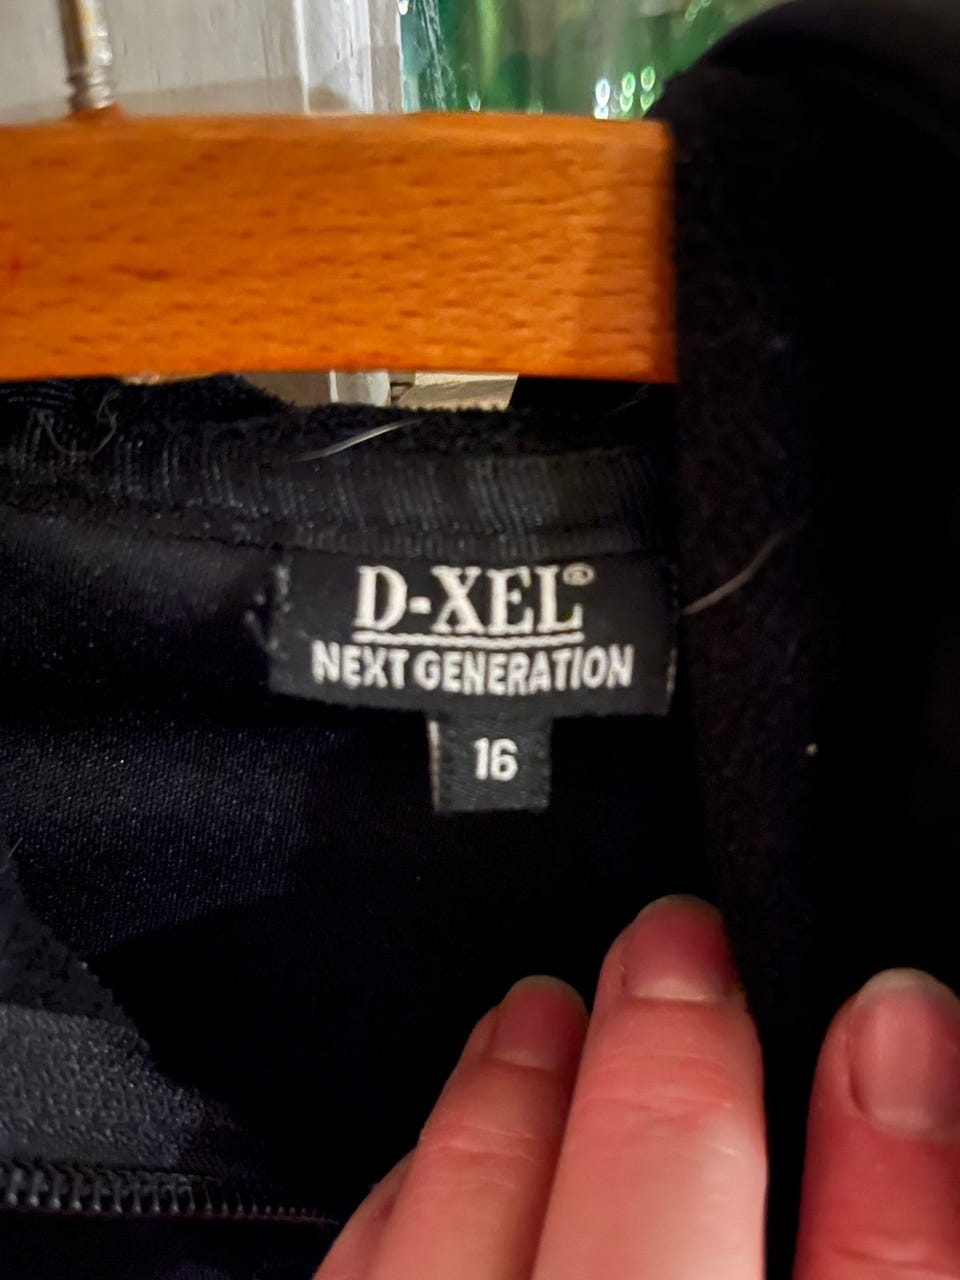 D-XEL®
NEXT GENERATION
16